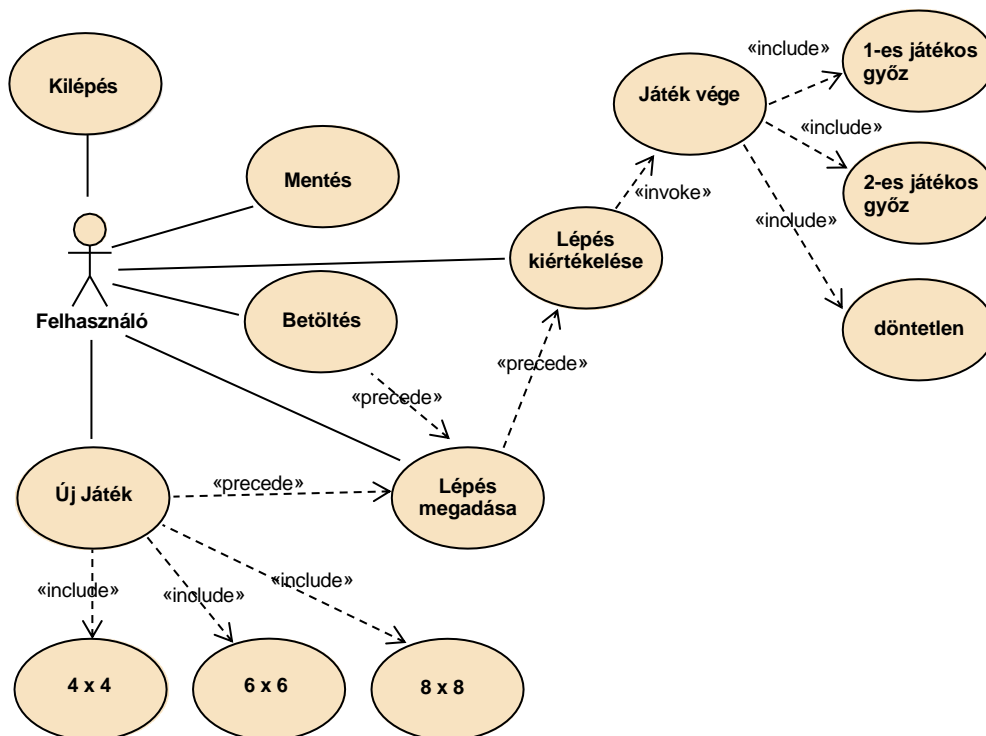 Kilépés
Mentés
Felhasználó
Betöltés
Lépés
kiértékelése
Játék vége
1-es játékos
győz
2-es játékos
győz
döntetlen
«include»
«include»
«include»
«invoke»
«precede»
«precede»
Új Játék
«precede»
Lépés
megadása
«include»
«include»
«include»
4 x 4
6 x 6
8 x 8